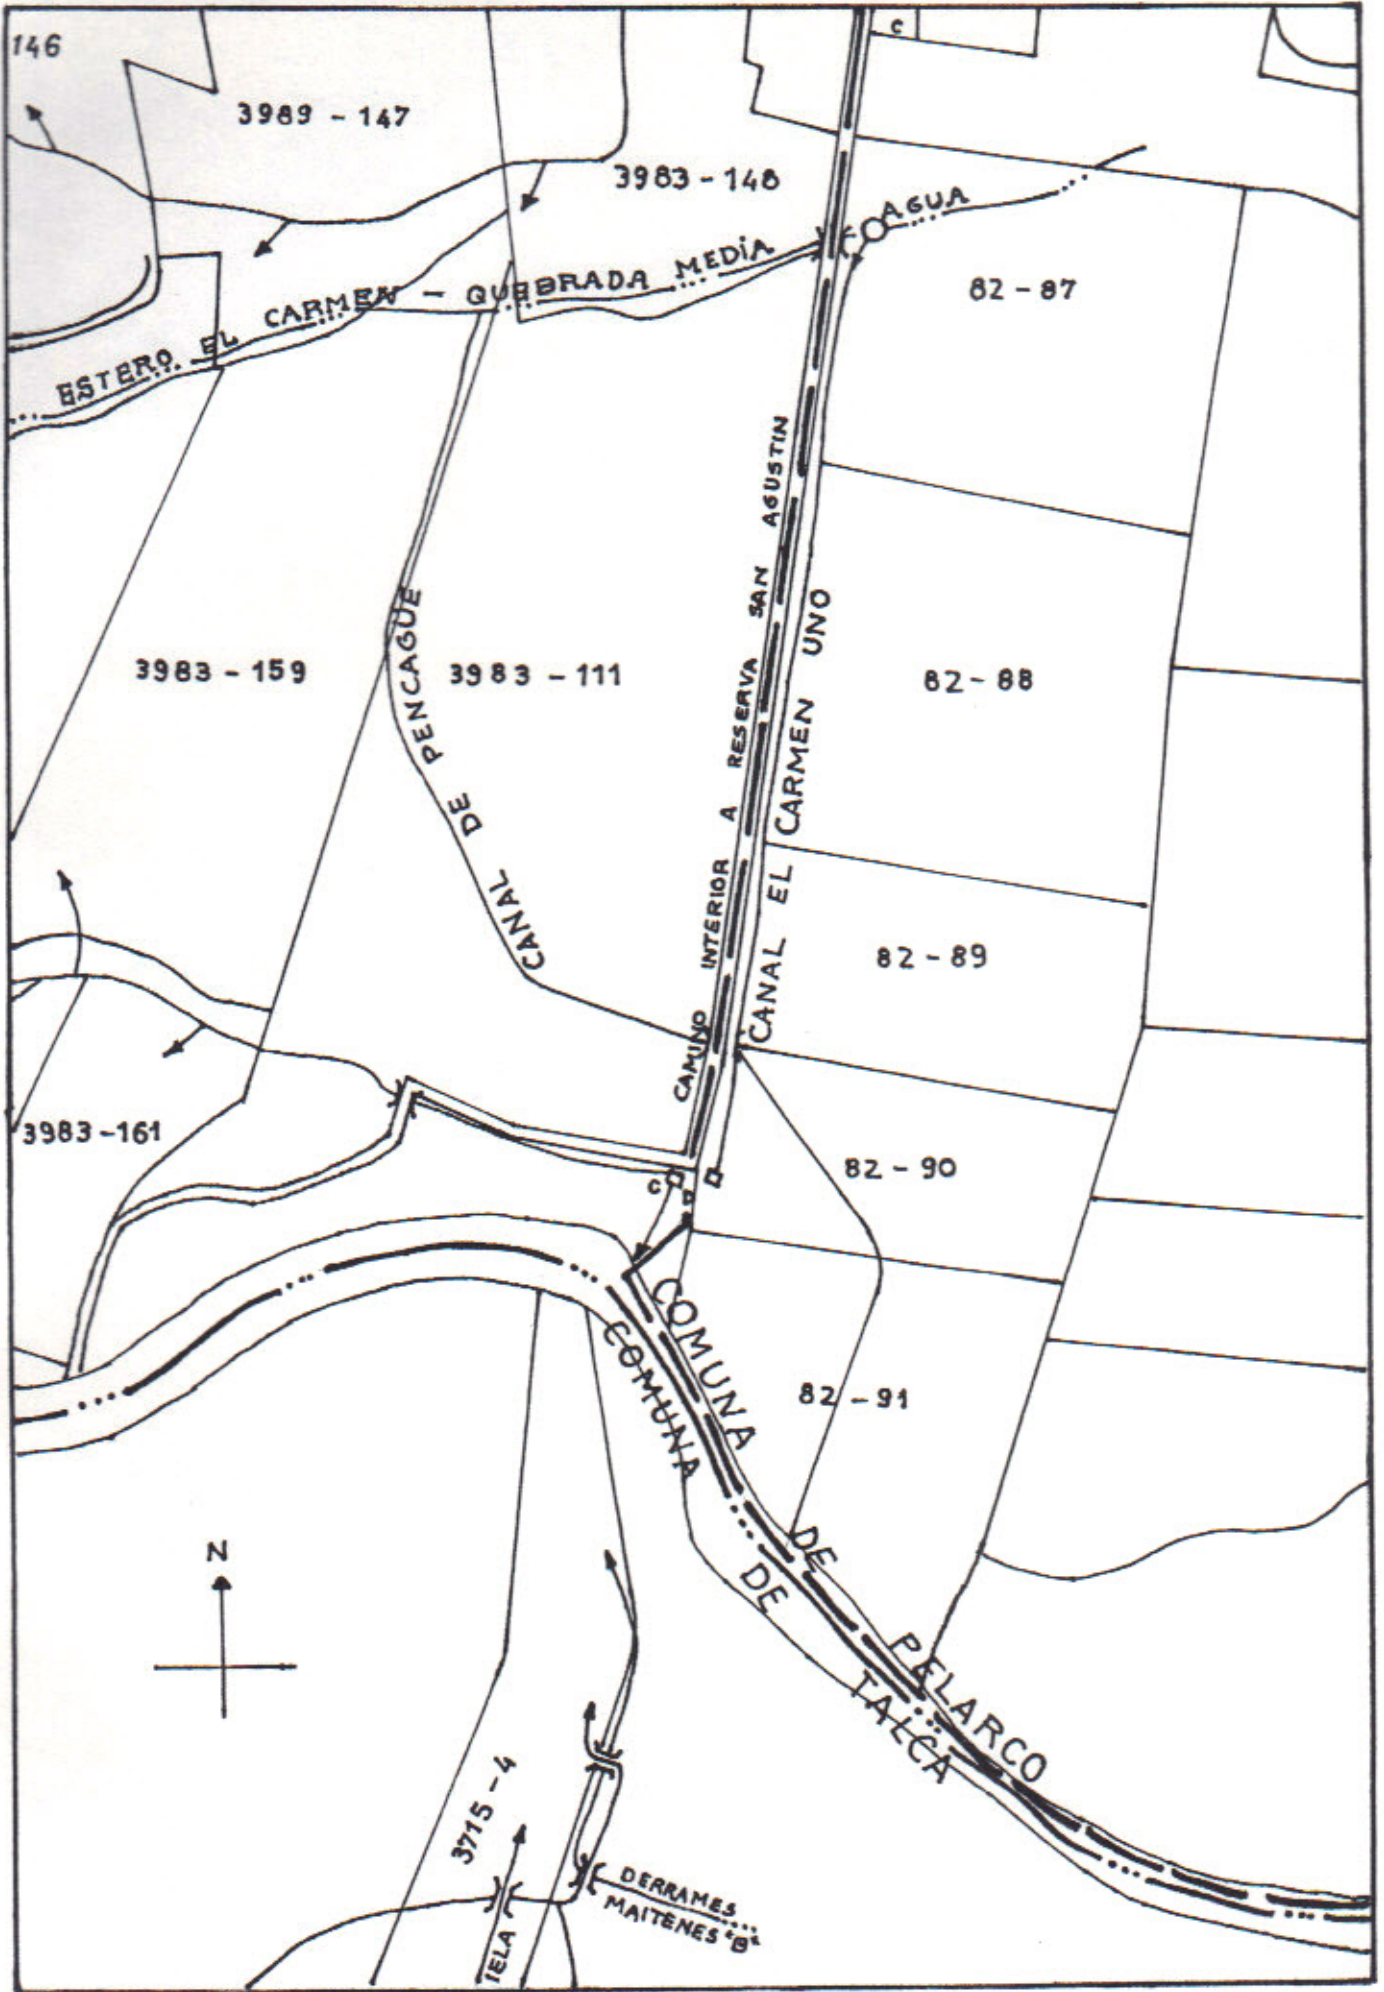 146
C
3989 - 147
3983 - 148
AGUA
ESTERO EL CARMEN - QUEBRADA MEDIA
82 - 87
CAMINO INTERIOR A RESERVA SAN AGUSTIN
CANAL EL CARMEN UNO
CANAL DE PENCAGUE
3983 - 159
3983 - 111
82 - 88
82 - 89
3983 - 161
82 - 90
C
COMUNA DE PELARCO
COMUNA DE TALCA
82 - 91
N
3715 - 4
DERRAMES
MAITENES "B"
IELA